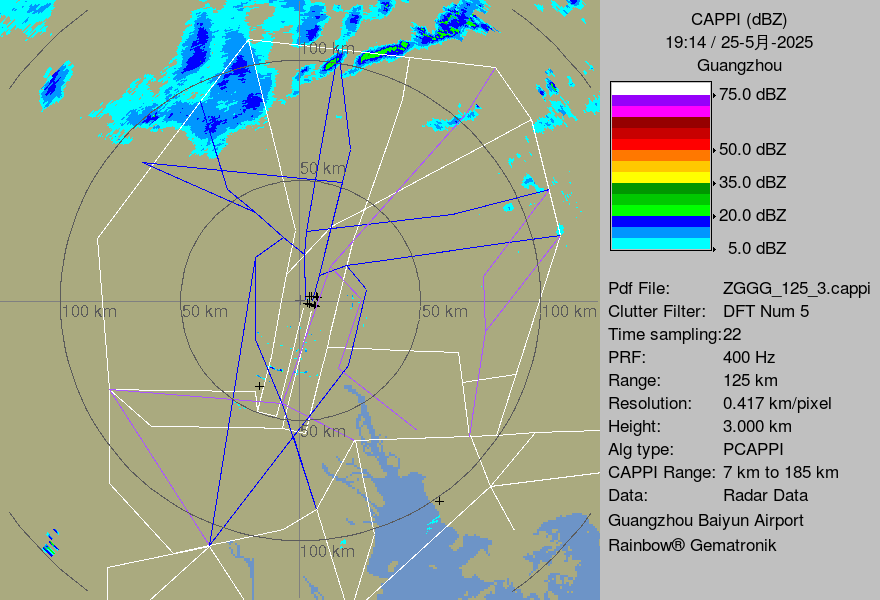 CAPPI (dBZ)
19:14 / 25-5月-2025
Guangzhou
75.0 dBZ
50.0 dBZ
35.0 dBZ
20.0 dBZ
5.0 dBZ
Pdf File: ZGGG_125_3.cappi
Clutter Filter: DFT Num 5
Time sampling:22
PRF: 400 Hz
Range: 125 km
Resolution: 0.417 km/pixel
Height: 3.000 km
Alg type: PCAPPI
CAPPI Range: 7 km to 185 km
Data: Radar Data
Guangzhou Baiyun Airport
Rainbow® Gematronik
100 km
50 km
100 km
50 km
50 km
100 km
50 km
100 km